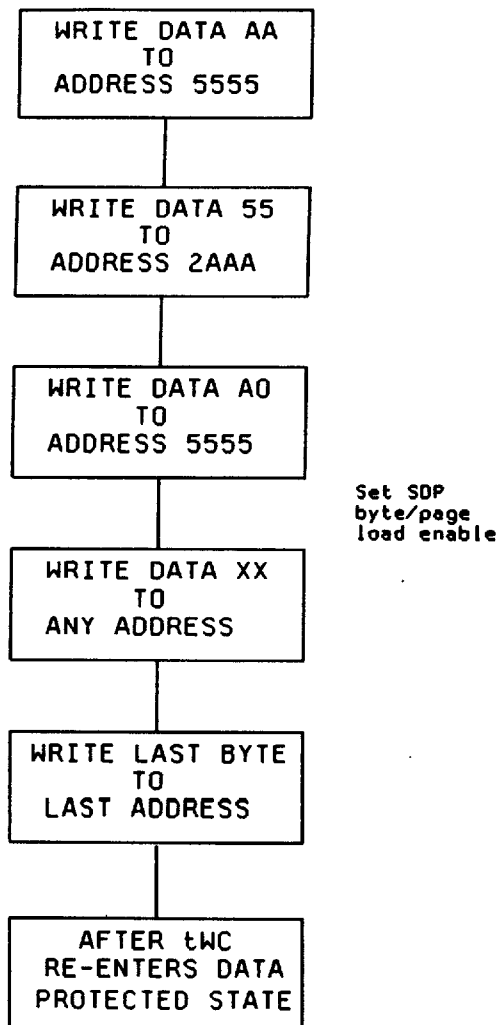 WRITE DATA AA
TO
ADDRESS 5555
WRITE DATA 55
TO
ADDRESS 2AAA
WRITE DATA A0
TO
ADDRESS 5555
Set SDP
byte/page
load enable
WRITE DATA XX
TO
ANY ADDRESS
WRITE LAST BYTE
TO
LAST ADDRESS
AFTER tWC
RE-ENTERS DATA
PROTECTED STATE